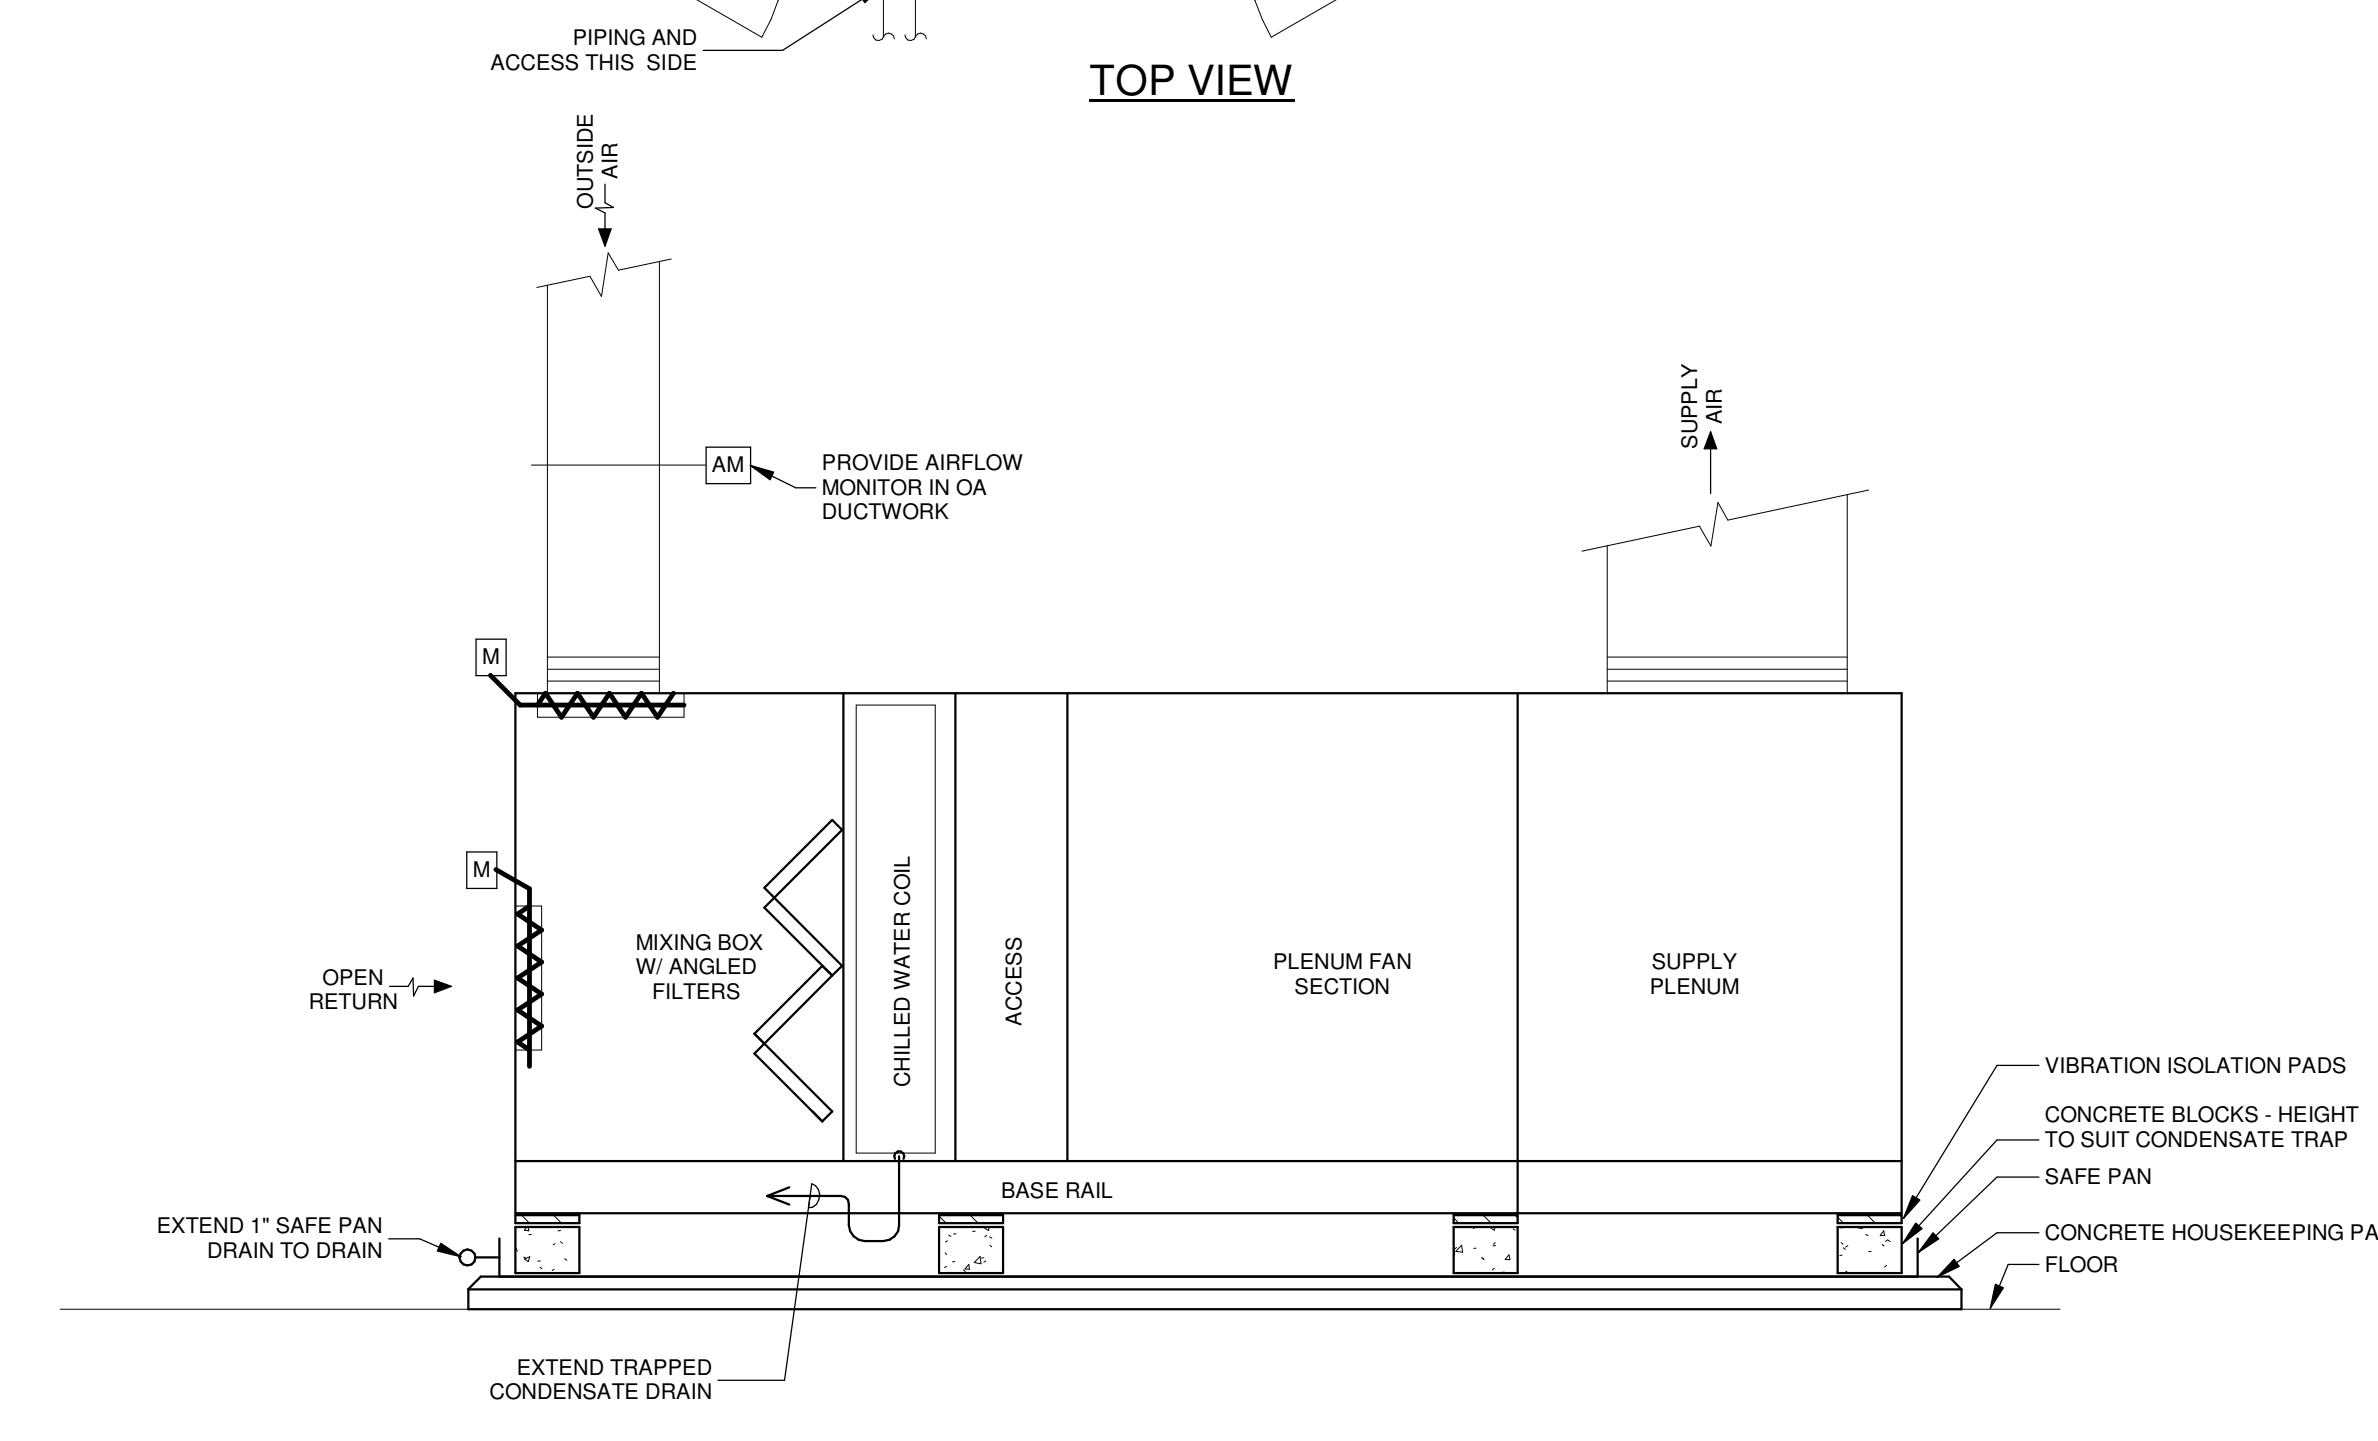 PIPING AND
ACCESS THIS SIDE
TOP VIEW
OUTSIDE
AIR
SUPPLY
AIR
AM
PROVIDE AIRFLOW
MONITOR IN OA
DUCTWORK
M
M
OPEN
RETURN
MIXING BOX
W/ ANGLED
FILTERS
CHILLED WATER COIL
ACCESS
PLENUM FAN
SECTION
SUPPLY
PLENUM
BASE RAIL
VIBRATION ISOLATION PADS
CONCRETE BLOCKS - HEIGHT
TO SUIT CONDENSATE TRAP
SAFE PAN
CONCRETE HOUSEKEEPING PA
FLOOR
EXTEND 1" SAFE PAN
DRAIN TO DRAIN
EXTEND TRAPPED
CONDENSATE DRAIN